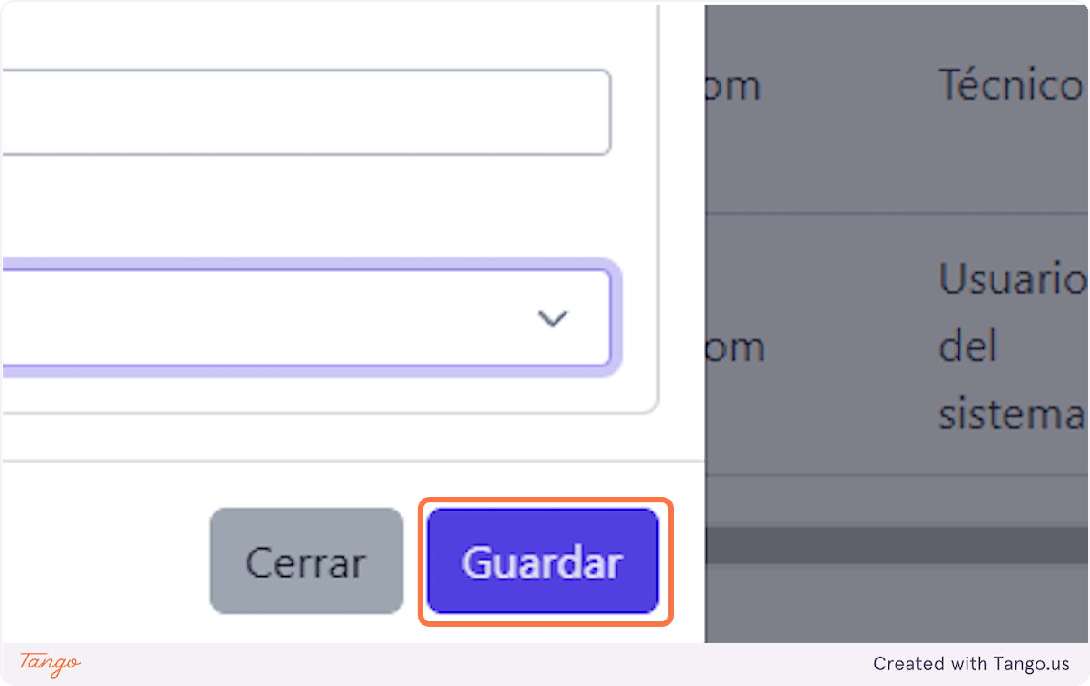 om
Técnico
Usuario
del
om
sistema
Cerrar
Guardar
Tango
Created with Tango.us